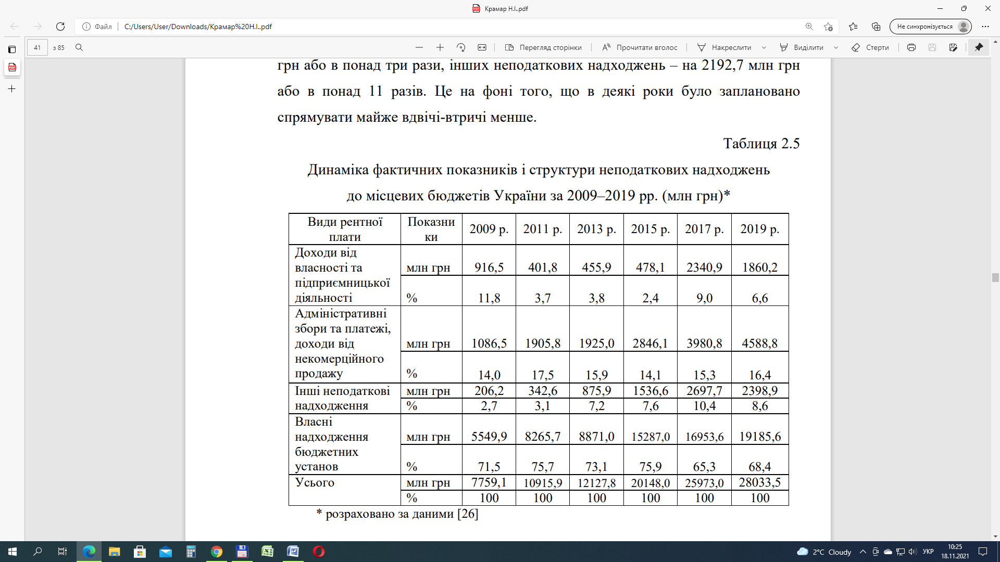 Крамар Н.І..pdf
Файл
C:/Users/User/Downloads/Крамар%20Н.І..pdf
Не синхронізується
41 з 85
Перегляд сторінки
Прочитати вголос
Накреслити
Виділити
Стерти
грн або в понад три рази, інших неподаткових надходжень – на 2192,7 млн грн
або в понад 11 разів. Це на фоні того, що в деякі роки було заплановано
спрямувати майже вдвічі-втричі менше.
Таблиця 2.5
Динаміка фактичних показників і структури неподаткових надходжень
до місцевих бюджетів України за 2009–2019 рр. (млн грн)*
Види рентної плати Показни ки 2009 р. 2011 р. 2013 р. 2015 р. 2017 р. 2019 р.
Доходи від
власності та
підприємницької
діяльності
млн грн 916,5 401,8 455,9 478,1 2340,9 1860,2
% 11,8 3,7 3,8 2,4 9,0 6,6
Адміністративні
збори та платежі,
доходи від
некомерційного
продажу
млн грн 1086,5 1905,8 1925,0 2846,1 3980,8 4588,8
% 14,0 17,5 15,9 14,1 15,3 16,4
Інші неподаткові
надходження
млн грн 206,2 342,6 875,9 1536,6 2697,7 2398,9
% 2,7 3,1 7,2 7,6 10,4 8,6
Власні
надходження
бюджетних
установ
млн грн 5549,9 8265,7 8871,0 15287,0 16953,6 19185,6
% 71,5 75,7 73,1 75,9 65,3 68,4
Усього
млн грн 7759,1 10915,9 12127,8 20148,0 25973,0 28033,5
% 100 100 100 100 100 100
* розраховано за даними [26]
2°C Cloudy
УКР
10:25
18.11.2021